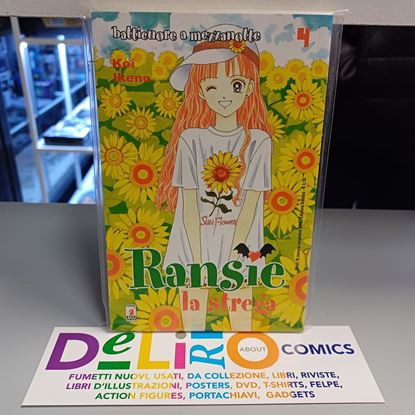 batticuore a mezzanotte
4
Koi
Ikeno
Sun Flower
Ransie
la strega
DeLiRi
ABOUT
COMICS
FUMETTI NUOVI, USATI, DA COLLEZIONE, LIBRI, RIVISTE,
LIBRI D'ILLUSTRAZIONI, POSTERS, DVD, T-SHIRTS, FELPE,
ACTION FIGURES, PORTACHIAVI, GADGETS